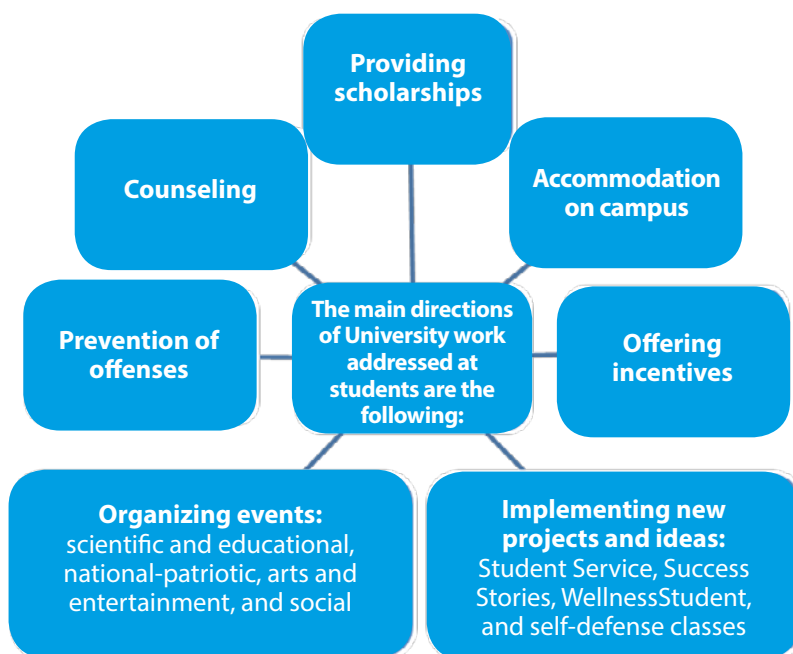 Providing
scholarships
Counseling
Accommodation
on campus
The main directions
of University work
addressed at
students are the
following:
Prevention of
offenses
Offering
incentives
Organizing events:
scientific and educational,
national-patriotic, arts and
entertainment, and social
Implementing new
projects and ideas:
Student Service, Success
Stories, WellnessStudent,
and self-defense classes